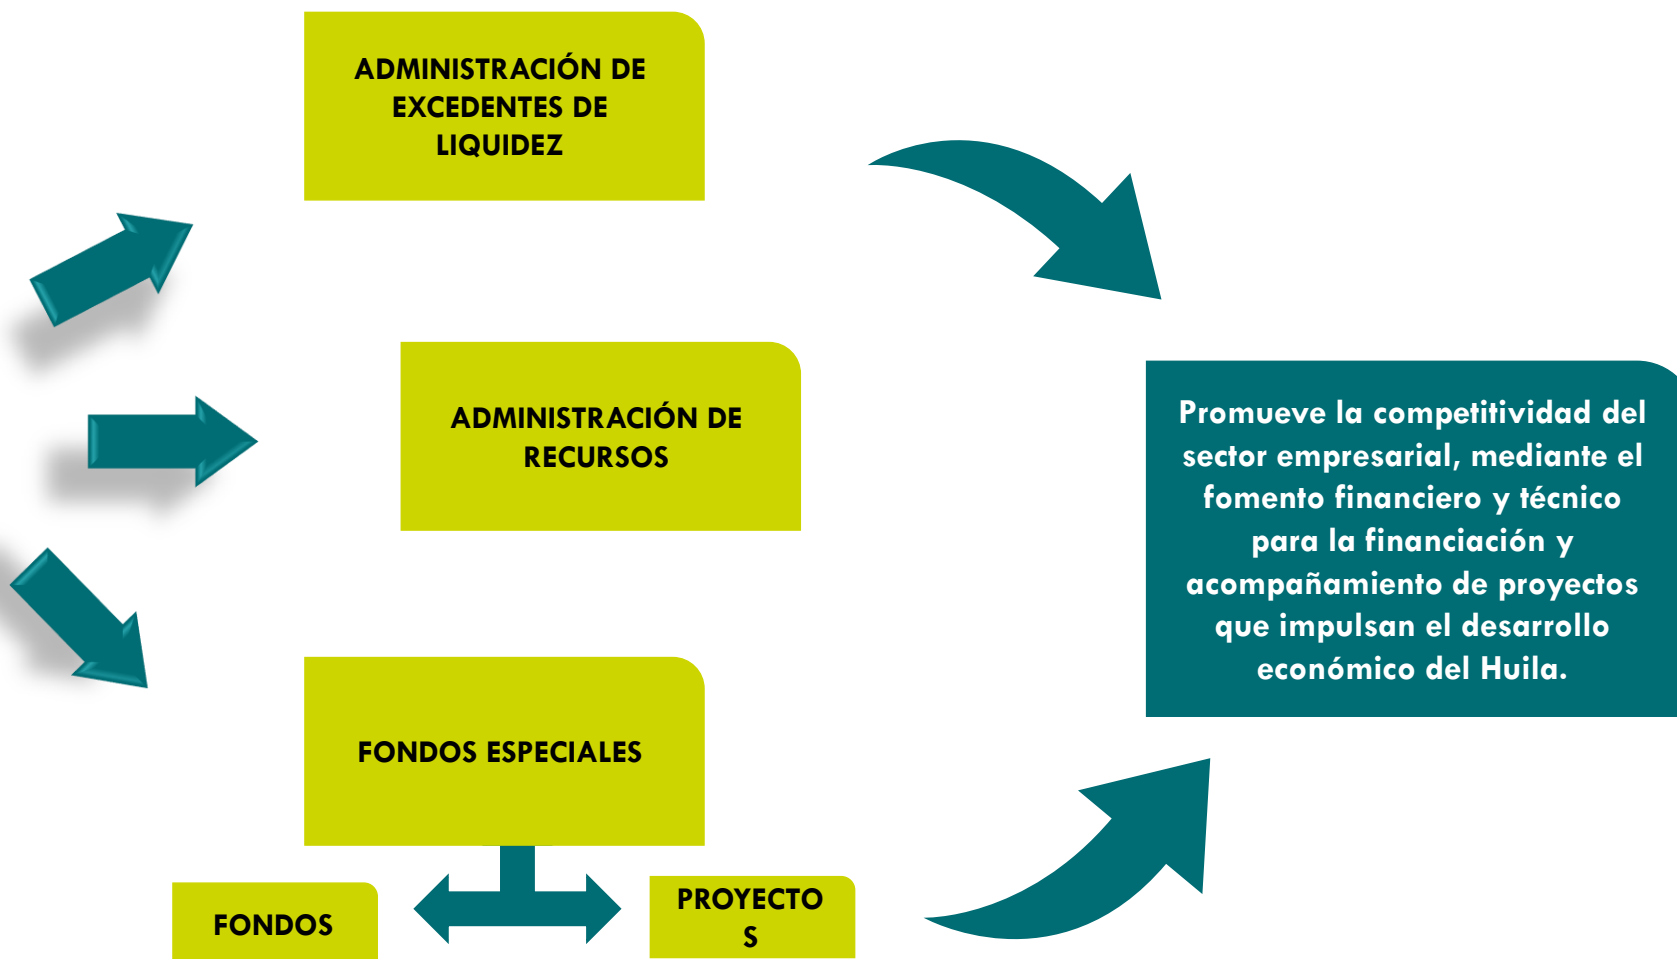 ADMINISTRACIÓN DE
EXCEDENTES DE
LIQUIDEZ
ADMINISTRACIÓN DE
RECURSOS
Promueve la competitividad del
sector empresarial, mediante el
fomento financiero y técnico
para la financiación y
acompañamiento de proyectos
que impulsan el desarrollo
económico del Huila.
FONDOS ESPECIALES
FONDOS
PROYECTO
S